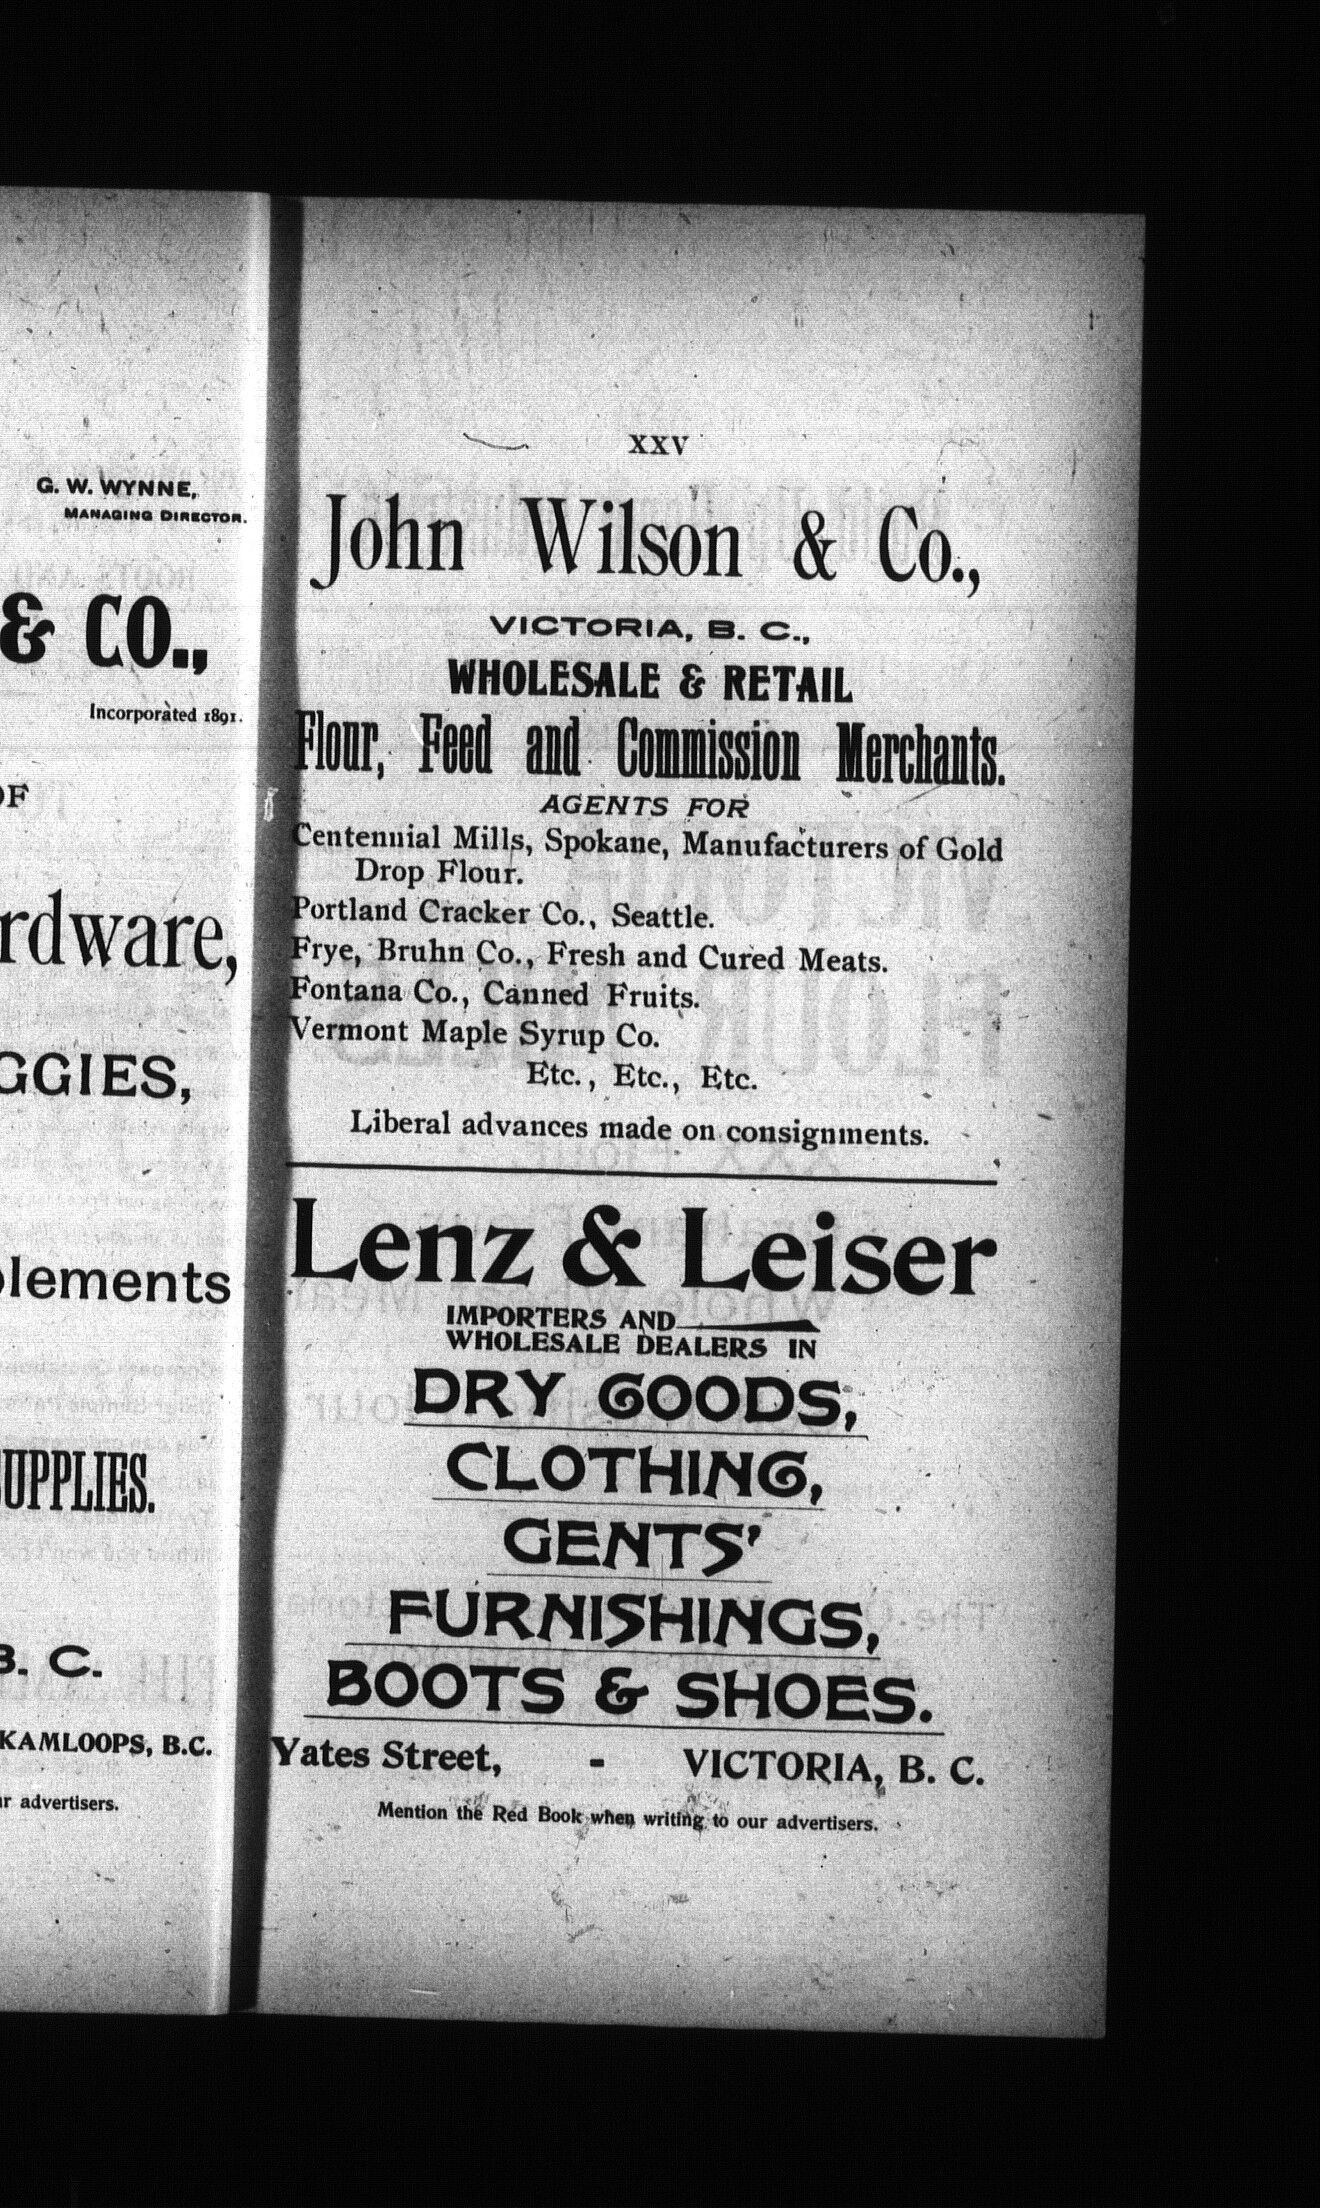 G. W. WYNNE,
MANAGING DIRECTOR.
& CO.,
Incorporated 1891.
OF
rdware,
GGIES,
plements
SUPPLIES.
B. C.
KAMLOOPS, B.C.
ur advertisers.
XXV
John Wilson & Co.,
VICTORIA, B. C.,
WHOLESALE & RETAIL
Flour, Feed and Commission Merchants.
AGENTS FOR
Centennial Mills, Spokane, Manufacturers of Gold
Drop Flour.
Portland Cracker Co., Seattle.
Frye, Bruhn Co., Fresh and Cured Meats.
Fontana Co., Canned Fruits.
Vermont Maple Syrup Co.
Etc., Etc., Etc.
Liberal advances made on consignments.
Lenz & Leiser
IMPORTERS AND
WHOLESALE DEALERS IN
DRY GOODS,
CLOTHING,
GENTS'
FURNISHINGS,
BOOTS & SHOES.
Yates Street, - VICTORIA, B. C.
Mention the Red Book when writing to our advertisers.